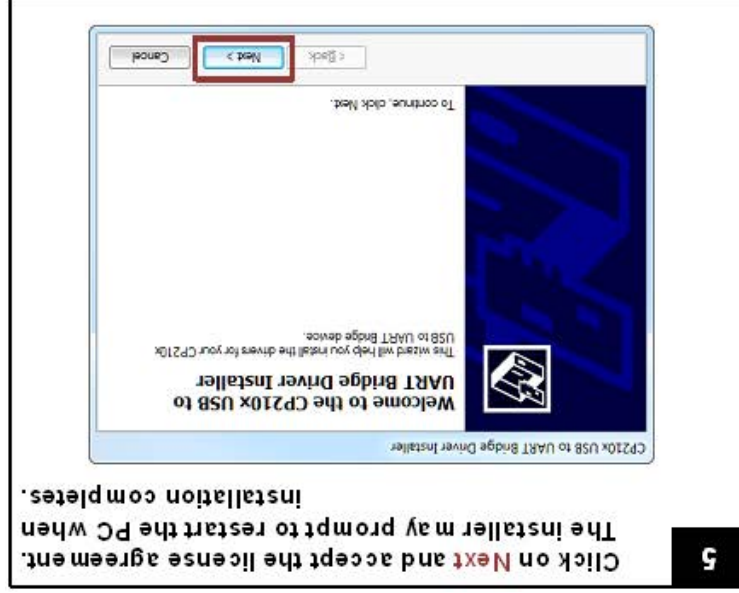 5
Click on Next and accept the license agreement.
The installer may prompt to restart the PC when
installation completes.
CP210x USB to UART Bridge Driver Installer
Welcome to the CP210x USB to
UART Bridge Driver Installer
This wizard will help you install the drivers for your CP210x
USB to UART Bridge device.
To continue, click Next.
< Back
Next >
Cancel